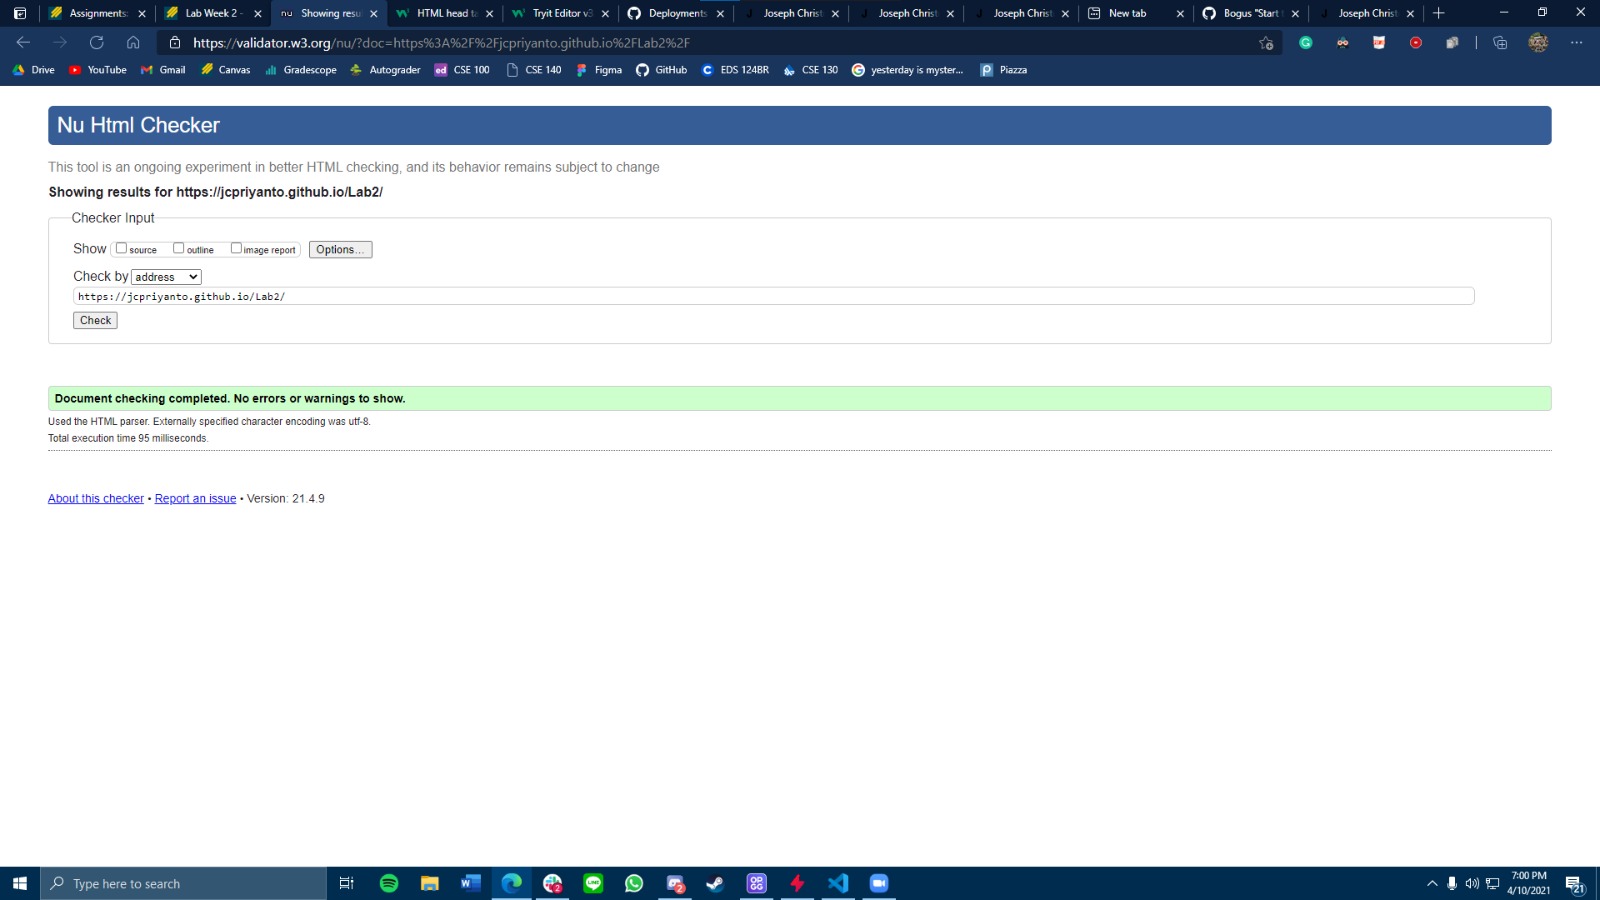 Assignments:
Lab Week 2 -
nu Showing resu
HTML head ta
Tryit Editor v3
Deployments
J Joseph Christ
J Joseph Christ
J Joseph Christ
New tab
Bogus "Start t
J Joseph Christ
https://validator.w3.org/nu/?doc=https%3A%2F%2Fjcpriyanto.github.io%2FLab2%2F
Drive YouTube Gmail Canvas Gradescope Autograder ed CSE 100 CSE 140 Figma GitHub EDS 124BR CSE 130 yesterday is myster... Piazza
Nu Html Checker
This tool is an ongoing experiment in better HTML checking, and its behavior remains subject to change
Showing results for https://jcpriyanto.github.io/Lab2/
Checker Input
Show source outline image report Options...
Check by address
https://jcpriyanto.github.io/Lab2/
Check
Document checking completed. No errors or warnings to show.
Used the HTML parser. Externally specified character encoding was utf-8.
Total execution time 95 milliseconds.
About this checker • Report an issue • Version: 21.4.9
Type here to search
7:00 PM
4/10/2021
21